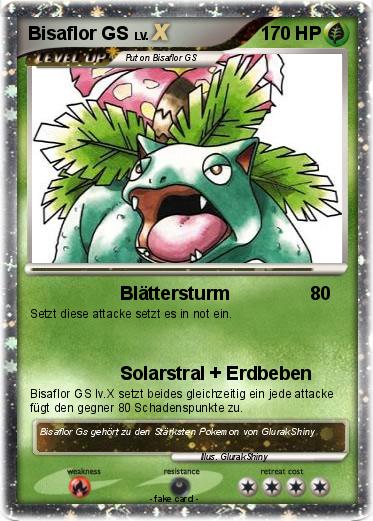 Bisaflor GS LV. X 170 HP
LEVEL-UP Put on Bisaflor GS
Blättersturm 80
Setzt diese attacke setzt es in not ein.
Solarstral + Erdbeben
Bisaflor GS lv.X setzt beides gleichzeitig ein jede attacke
fügt den gegner 80 Schadenspunkte zu.
Bisaflor Gs gehört zu den Stärksten Pokemon von GlurakShiny
Illus. GlurakShiny
weakness resistance retreat cost
- fake card -